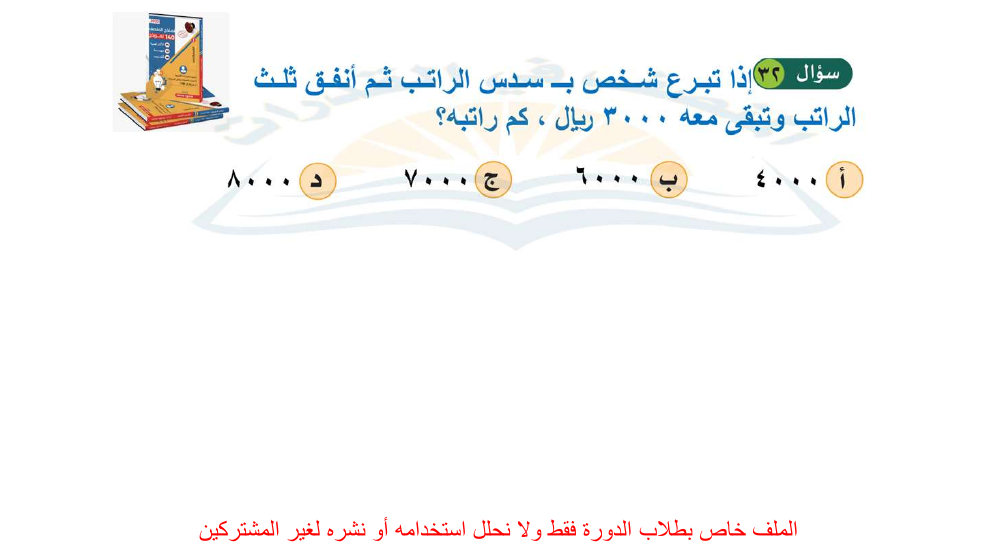 سؤال ٣٢ إذا تبرع شخص بـ سدس الراتب ثم أنفق ثلث
الراتب وتبقى معه ٣٠٠٠ ريال ، كم راتبه؟
أ ٤٠٠٠ ب ٦٠٠٠ ج ٧٠٠٠ د ٨٠٠٠
الملف خاص بطلاب الدورة فقط ولا نحلل استخدامه أو نشره لغير المشتركين